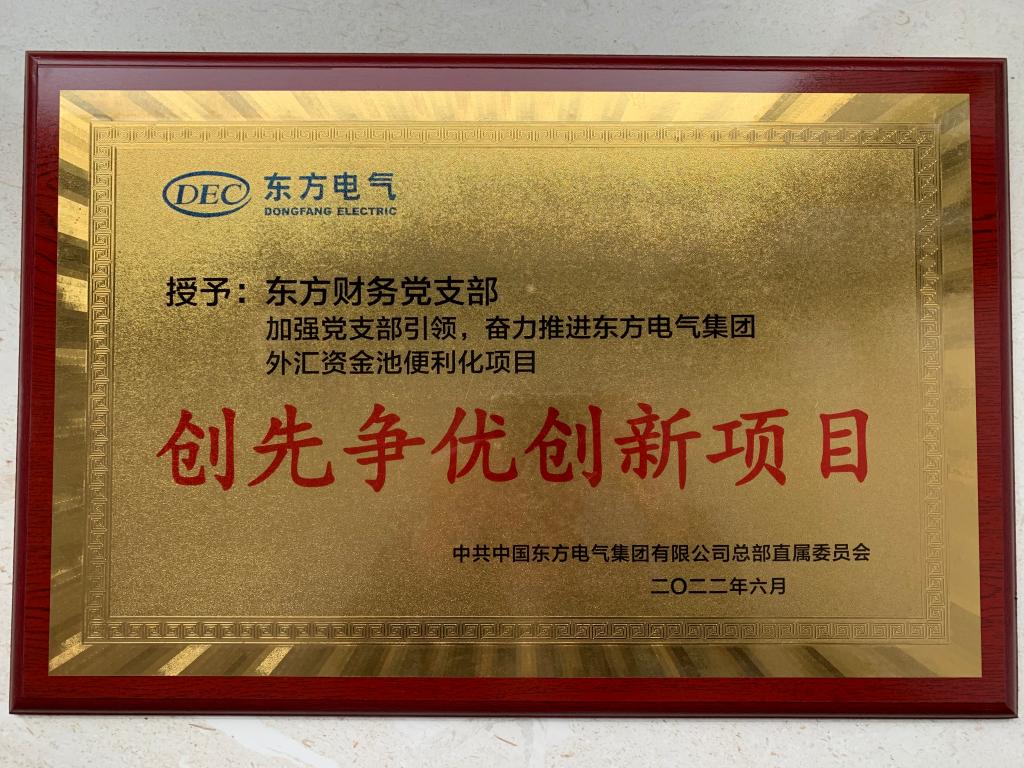 DEC 东方电气
DONGFANG ELECTRIC
授予：东方财务党支部
加强党支部引领，奋力推进东方电气集团
外汇资金池便利化项目
创先争优创新项目
中共中国东方电气集团有限公司总部直属委员会
二〇二二年六月